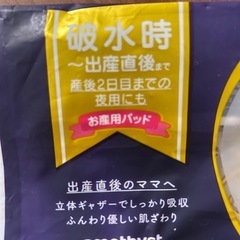 破水時
～出産直後まで
産後2日目までの
夜用にも
お産用パッド
出産直後のママへ
立体ギャザーでしっかり吸収
ふんわり優しい肌ざわり
amethyst